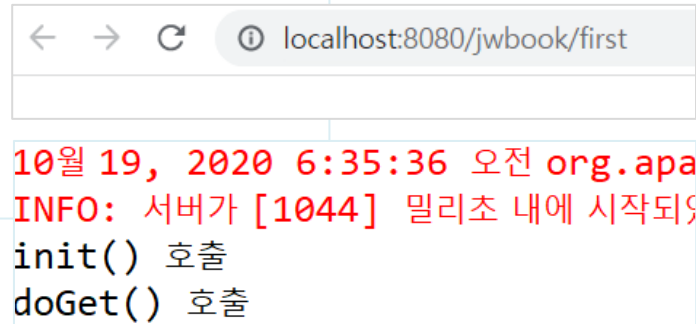 localhost:8080/jwbook/first
10월 19, 2020 6:35:36 오전 org.apa
INFO: 서버가 [1044] 밀리초 내에 시작되었
init() 호출
doGet() 호출